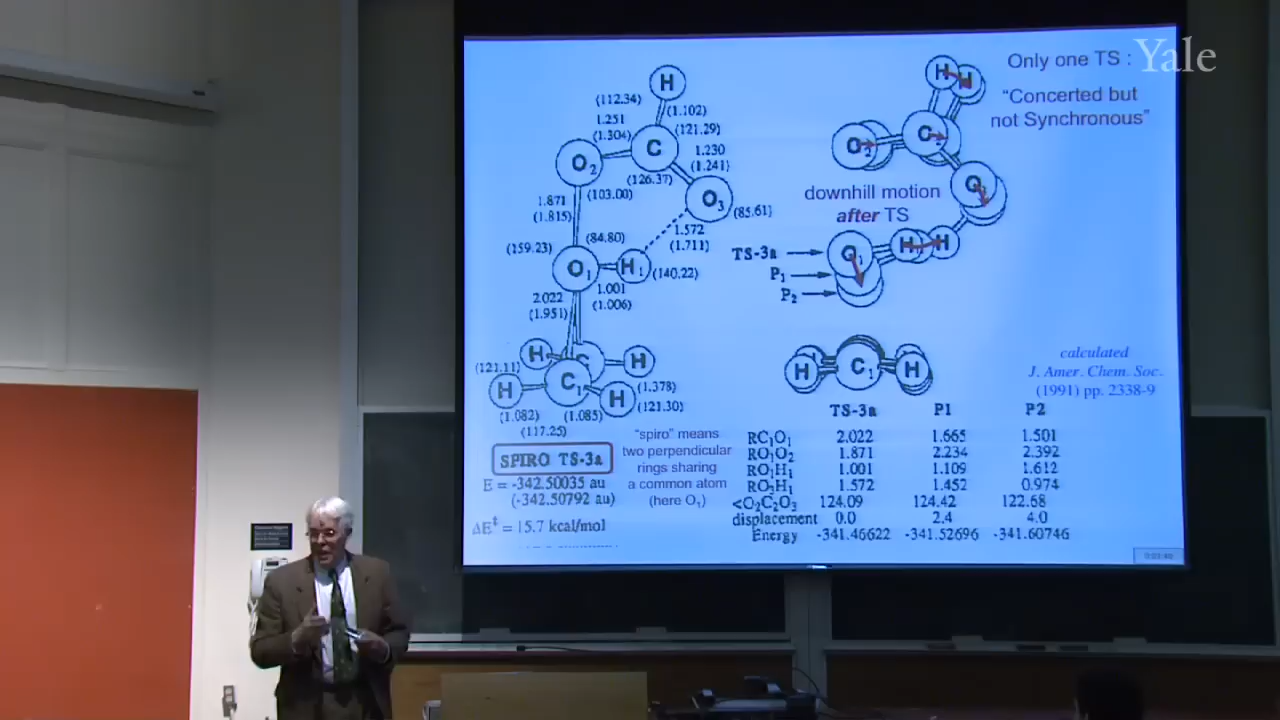 Yale
Only one TS :
"Concerted but
not Synchronous"
H
(112.34)
(1.102)
1.251
(1.304)
(121.29)
C
1.230
(1.241)
O2
(126.37)
(103.00)
O3
(85.61)
1.871
(1.815)
1.572
(1.711)
(159.23)
(84.80)
O1
H1
(140.22)
1.001
(1.006)
2.022
(1.951)
H
C
H
(121.11)
H
C1
H
(1.378)
(121.30)
(1.082)
(1.085)
(117.25)
SPIRO TS-3a
E = -342.50035 au
(-342.50792 au)
ΔE‡ = 15.7 kcal/mol
"spiro" means
two perpendicular
rings sharing
a common atom
(here O1)
H H
O2
C
O3
downhill motion
after TS
TS-3a
P1
P2
O1
H H
H
C1
H
calculated
J. Amer. Chem. Soc.
(1991) pp. 2338-9
TS-3a P1 P2
RC1O1 2.022 1.665 1.501
RO1O2 1.871 2.234 2.392
RO1H1 1.001 1.109 1.612
RO3H1 1.572 1.452 0.974
<O2C2O3 124.09 124.42 122.68
displacement 0.0 2.4 4.0
Energy -341.46622 -341.52696 -341.60746